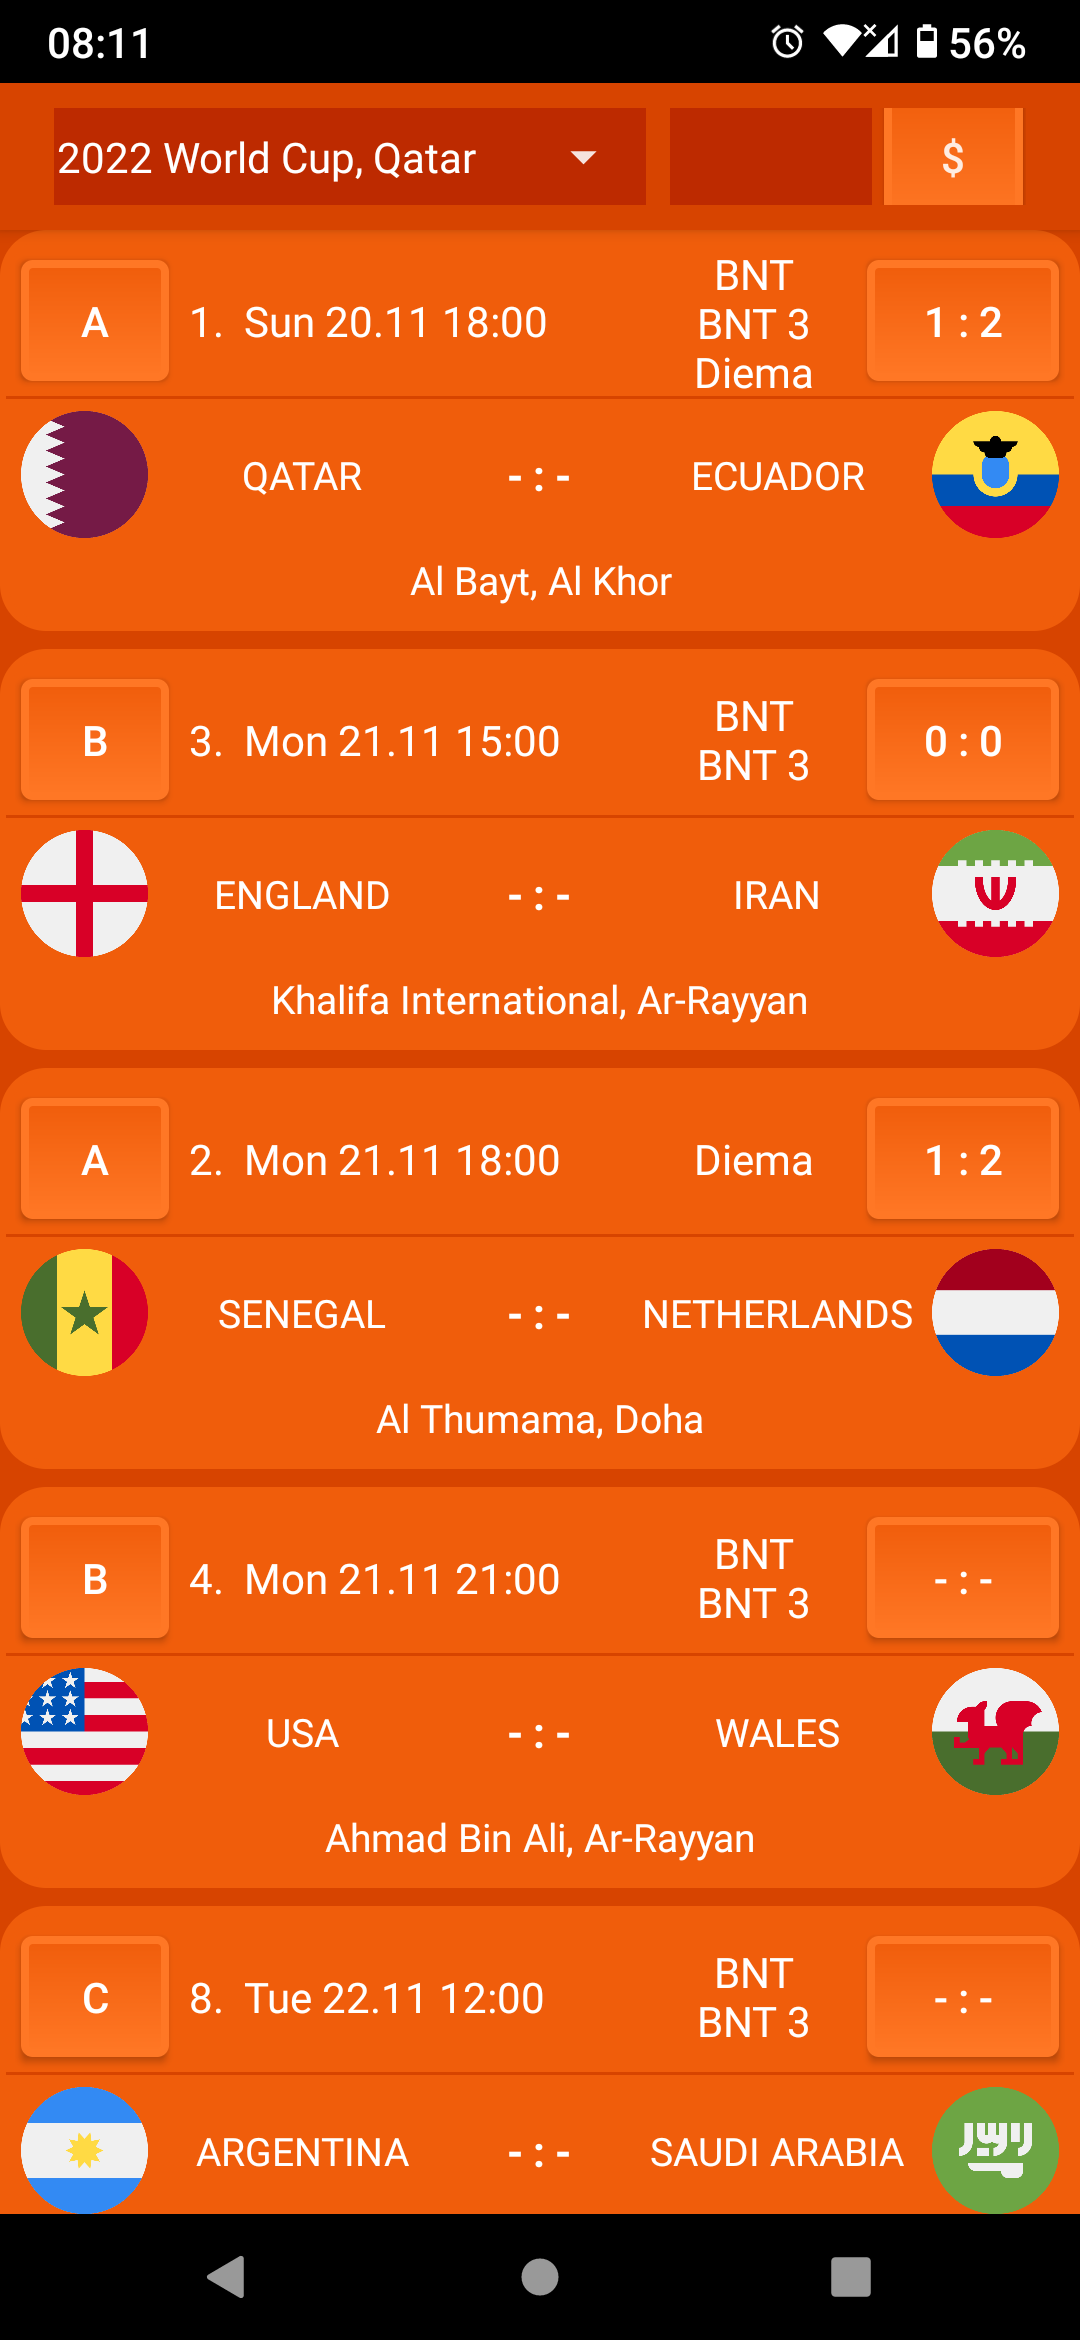 08:11 56%
2022 World Cup, Qatar $
A 1. Sun 20.11 18:00 BNT
BNT 3
Diema 1 : 2
QATAR - : - ECUADOR
Al Bayt, Al Khor
B 3. Mon 21.11 15:00 BNT
BNT 3 0 : 0
ENGLAND - : - IRAN
Khalifa International, Ar-Rayyan
A 2. Mon 21.11 18:00 Diema 1 : 2
SENEGAL - : - NETHERLANDS
Al Thumama, Doha
B 4. Mon 21.11 21:00 BNT
BNT 3 - : -
USA - : - WALES
Ahmad Bin Ali, Ar-Rayyan
C 8. Tue 22.11 12:00 BNT
BNT 3 - : -
ARGENTINA - : - SAUDI ARABIA